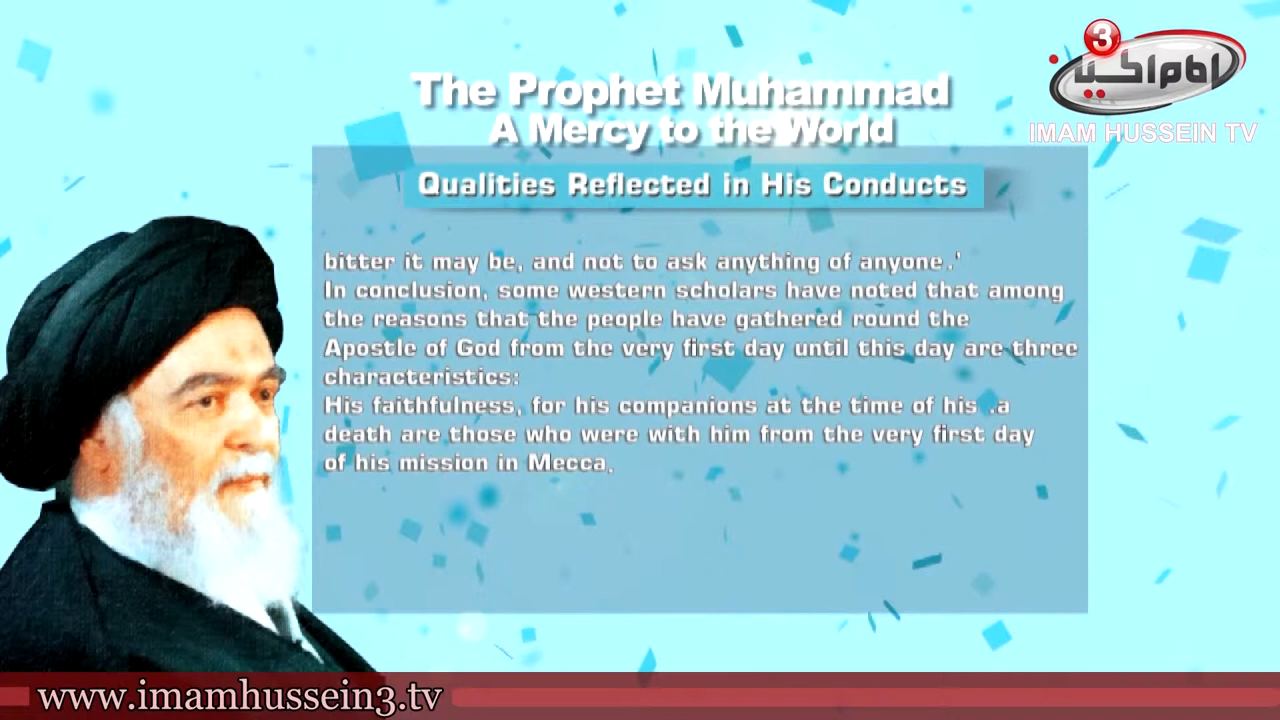 3
امام حسین
IMAM HUSSEIN TV
The Prophet Muhammad
A Mercy to the World
Qualities Reflected in His Conducts
bitter it may be, and not to ask anything of anyone.'
In conclusion, some western scholars have noted that among
the reasons that the people have gathered round the
Apostle of God from the very first day until this day are three
characteristics:
His faithfulness, for his companions at the time of his .a
death are those who were with him from the very first day
of his mission in Mecca.
www.imamhussein3.tv